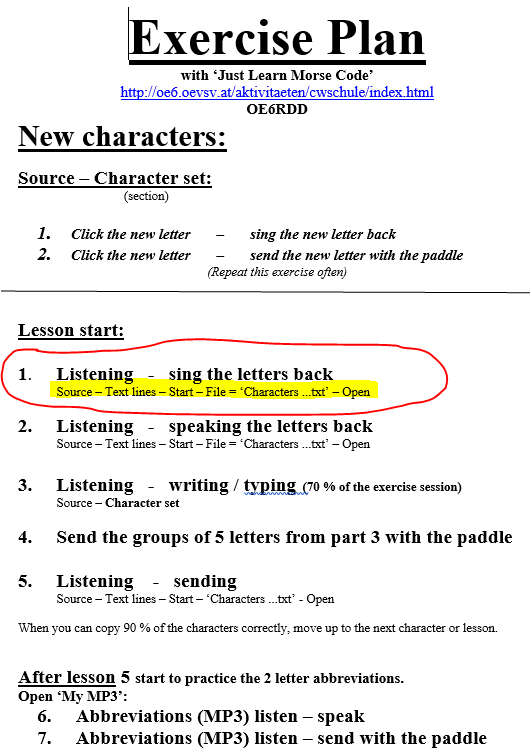 Exercise Plan
with ‘Just Learn Morse Code’
http://oe6.oevsv.at/aktivitaeten/cwschule/index.html
OE6RDD
New characters:
Source – Character set:
(section)
1. Click the new letter – sing the new letter back
2. Click the new letter – send the new letter with the paddle
(Repeat this exercise often)
Lesson start:
1. Listening - sing the letters back
Source – Text lines – Start – File = ‘Characters ...txt’ – Open
2. Listening - speaking the letters back
Source – Text lines – Start – File = ‘Characters ...txt’ – Open
3. Listening - writing / typing (70 % of the exercise session)
Source – Character set
4. Send the groups of 5 letters from part 3 with the paddle
5. Listening - sending
Source – Text lines – Start – ‘Characters ...txt’ - Open
When you can copy 90 % of the characters correctly, move up to the next character or lesson.
After lesson 5 start to practice the 2 letter abbreviations.
Open ‘My MP3’:
6. Abbreviations (MP3) listen – speak
7. Abbreviations (MP3) listen – send with the paddle